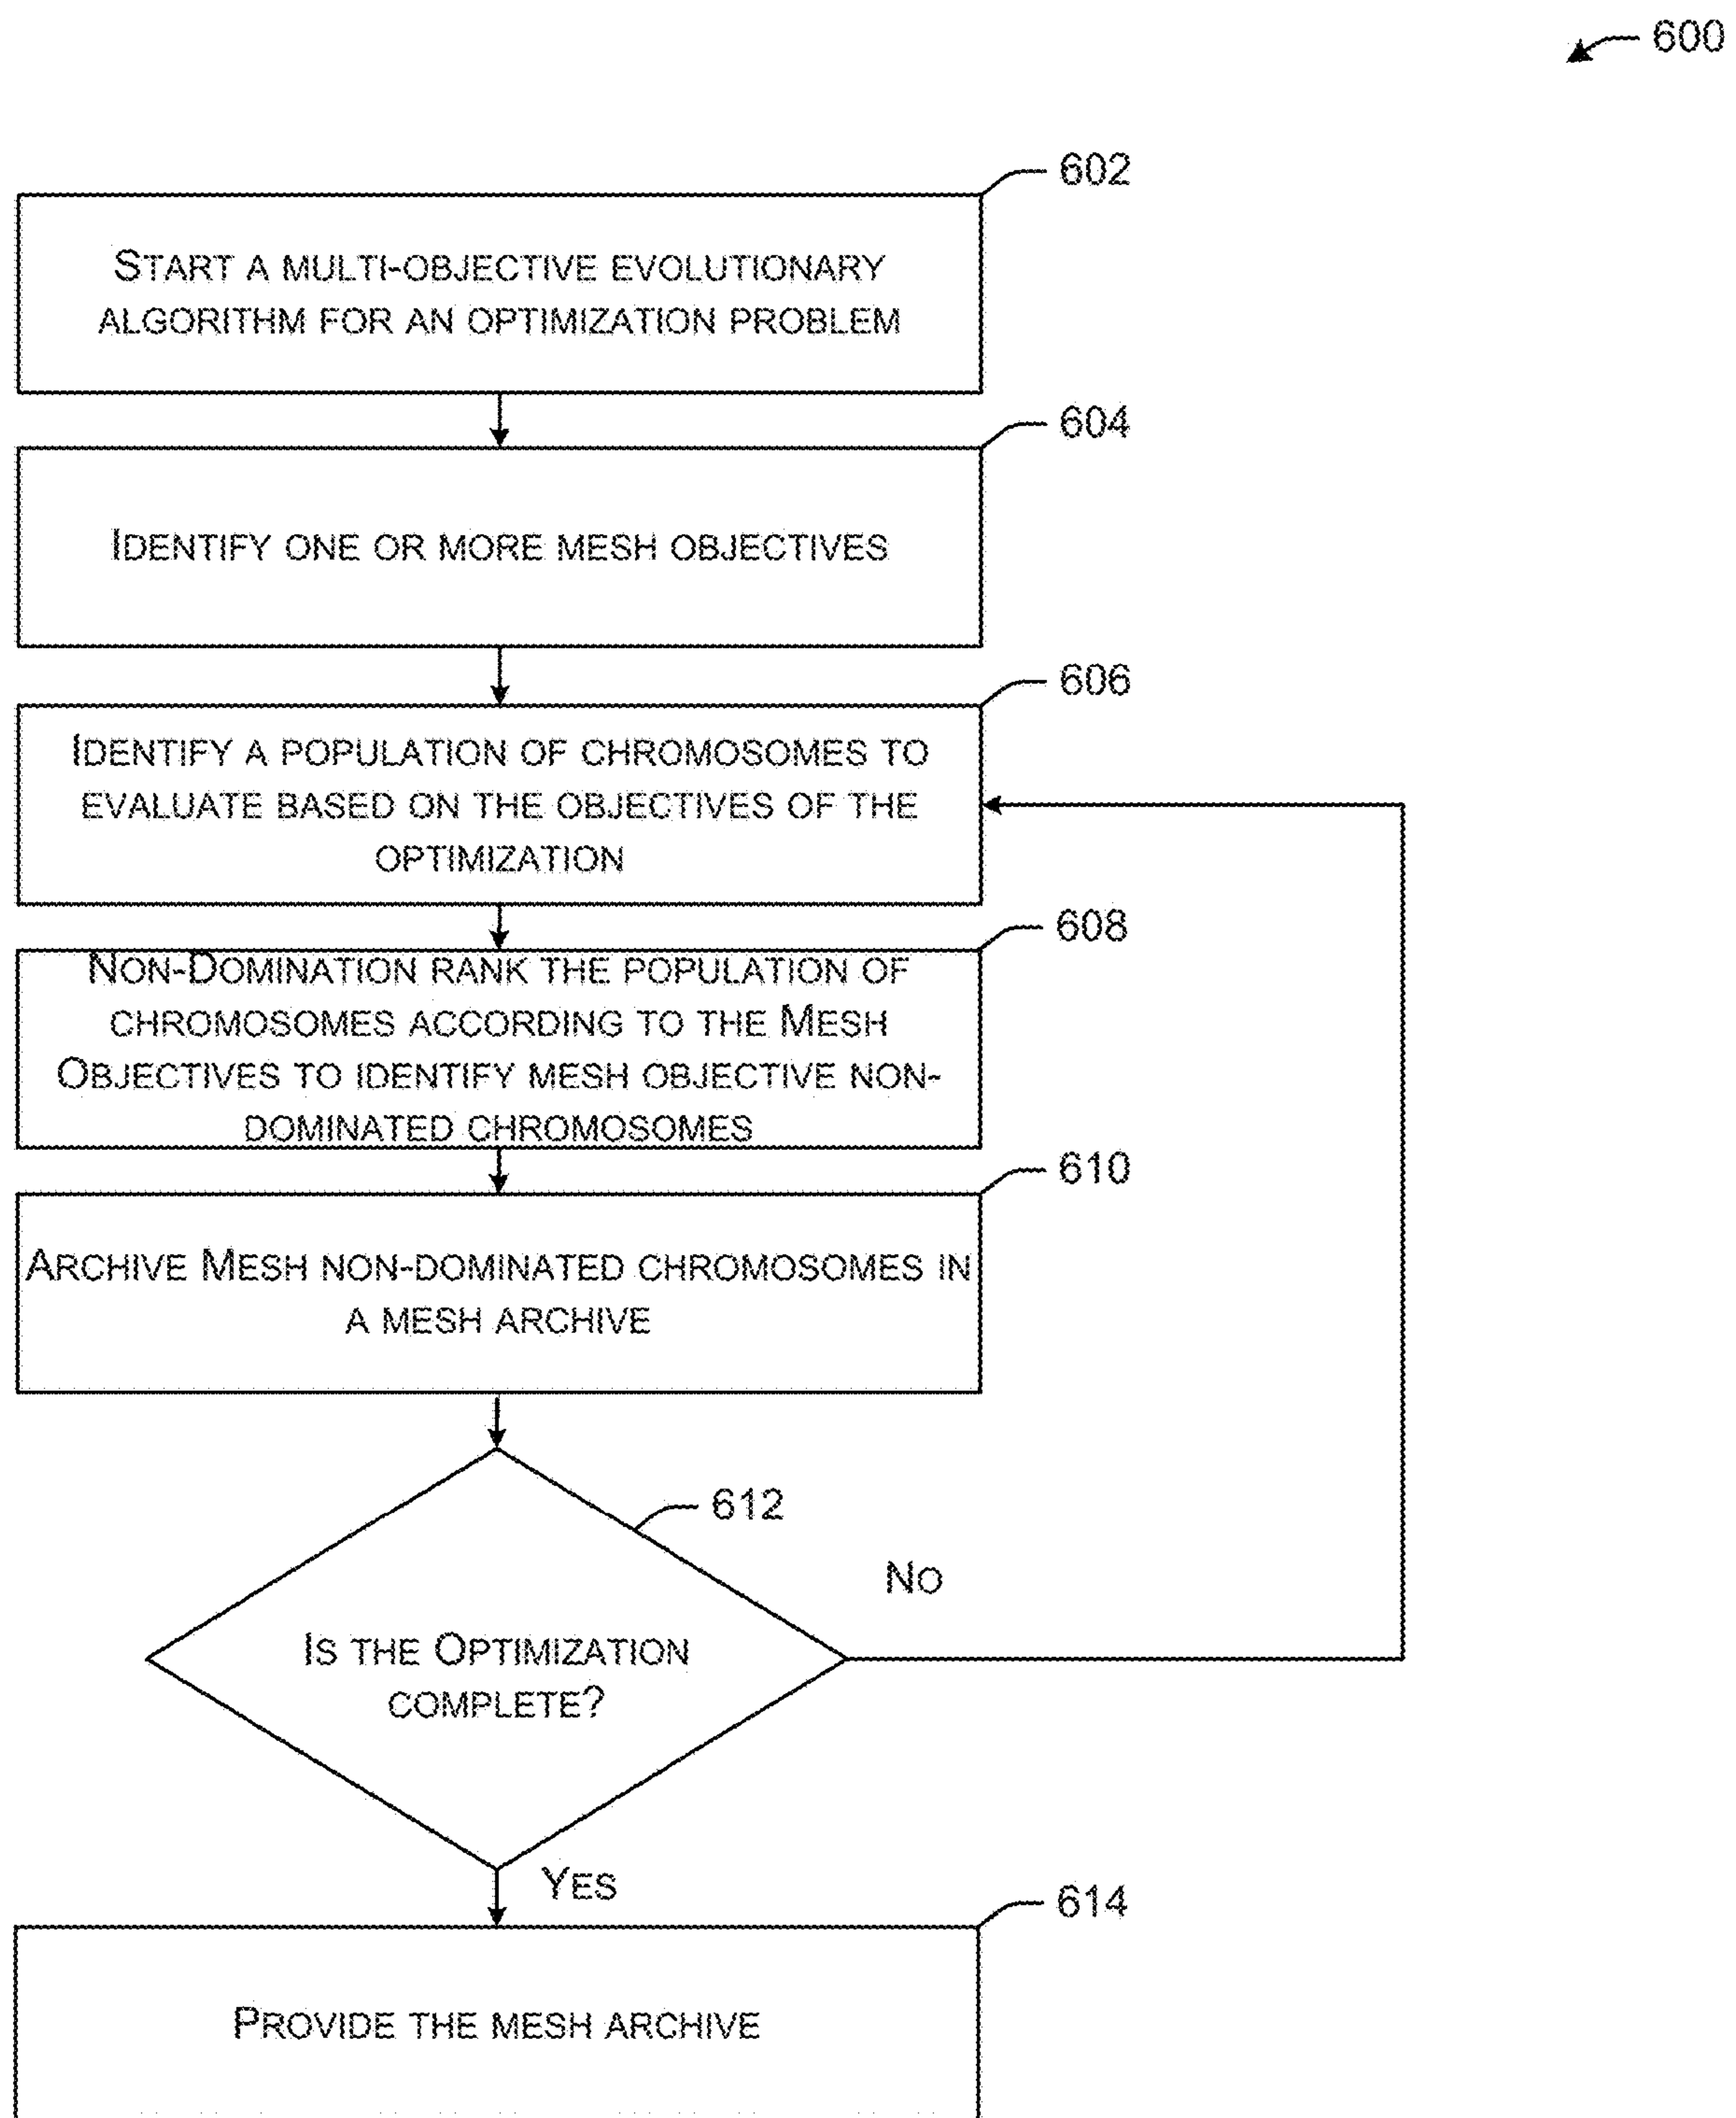 600
602
Start a multi-objective evolutionary
algorithm for an optimization problem
604
Identify one or more mesh objectives
606
Identify a population of chromosomes to
evaluate based on the objectives of the
optimization
608
Non-Domination rank the population of
chromosomes according to the Mesh
Objectives to identify mesh objective non-
dominated chromosomes
610
Archive Mesh non-dominated chromosomes in
a mesh archive
612
No
Is the Optimization
complete?
Yes
614
Provide the mesh archive